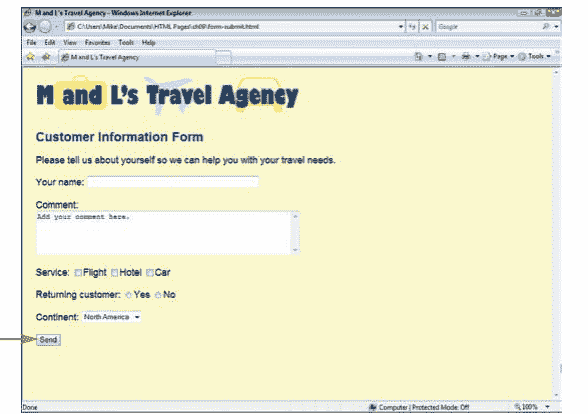 M and L's Travel Agency - Windows Internet Explorer
C:\Users\Mike\Documents\HTML Pages\ch09\form-submit.html
Google
File Edit View Favorites Tools Help
M and L's Travel Agency
Page Tools
M and L's Travel Agency
Customer Information Form
Please tell us about yourself so we can help you with your travel needs.
Your name:
Comment:
Add your comment here.
Service: Flight Hotel Car
Returning customer: Yes No
Continent: North America
Send
Done
Computer | Protected Mode: Off
100%